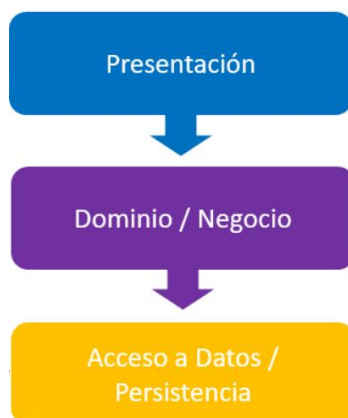 Presentación
Dominio / Negocio
Acceso a Datos /
Persistencia